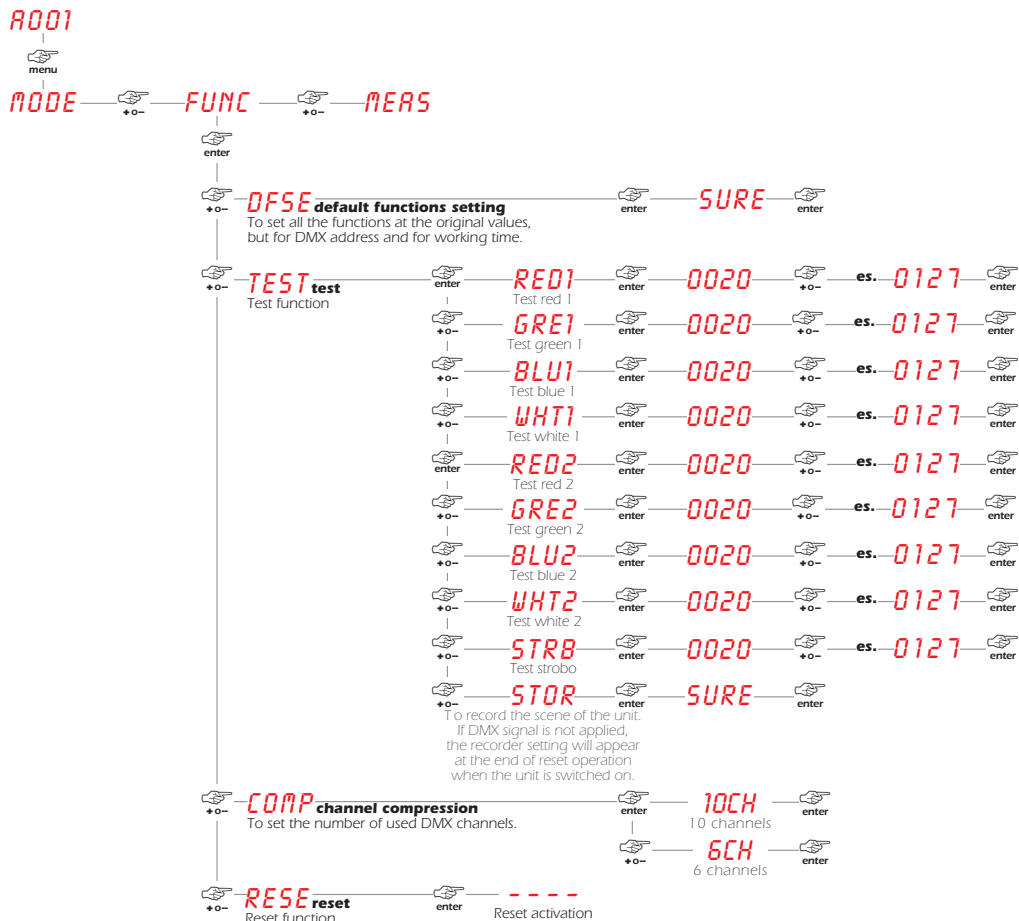 A001
menu
MODE +o- FUNC +o- MEAS
enter
+o- DFSE default functions setting enter SURE enter
To set all the functions at the original values,
but for DMX address and for working time.
+o- TEST test enter RED1 enter 0020 +o- es. 0127 enter
Test function Test red 1
+o- GRE1 enter 0020 +o- es. 0127 enter
Test green 1
+o- BLU1 enter 0020 +o- es. 0127 enter
Test blue 1
+o- WHT1 enter 0020 +o- es. 0127 enter
Test white 1
enter RED2 enter 0020 +o- es. 0127 enter
Test red 2
+o- GRE2 enter 0020 +o- es. 0127 enter
Test green 2
+o- BLU2 enter 0020 +o- es. 0127 enter
Test blue 2
+o- WHT2 enter 0020 +o- es. 0127 enter
Test white 2
+o- STRB enter 0020 +o- es. 0127 enter
Test strobo
+o- STOR enter SURE enter
To record the scene of the unit.
If DMX signal is not applied,
the recorder setting will appear
at the end of reset operation
when the unit is switched on.
+o- COMP channel compression enter 10CH enter
To set the number of used DMX channels. 10 channels
+o- 6CH enter
6 channels
+o- RESE reset enter - - - -
Reset function Reset activation